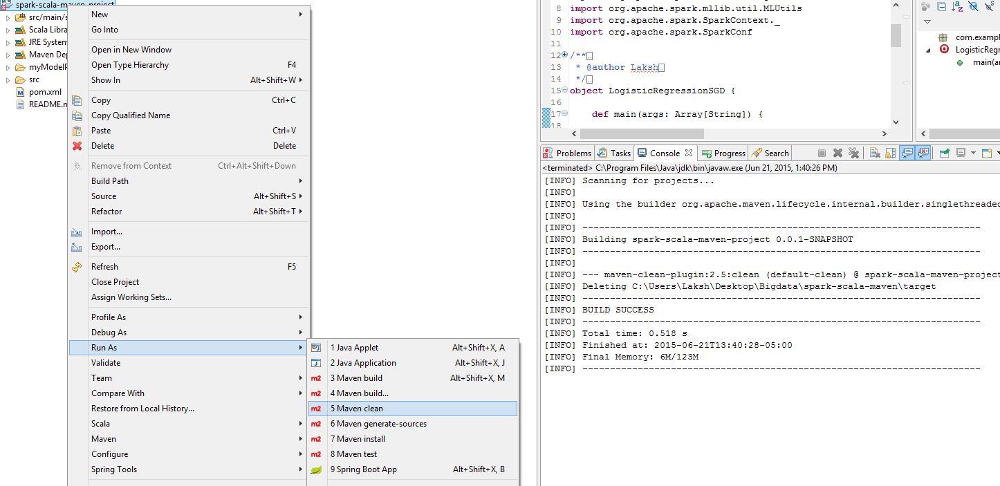 spark-scala-maven-project
src/main/s
Scala Libra
JRE System
Maven Dep
myModelP
src
pom.xml
README.m
New
Go Into
Open in New Window
Open Type Hierarchy F4
Show In Alt+Shift+W
Copy Ctrl+C
Copy Qualified Name
Paste Ctrl+V
Delete Delete
Remove from Context Ctrl+Alt+Shift+Down
Build Path
Source Alt+Shift+S
Refactor Alt+Shift+T
Import...
Export...
Refresh F5
Close Project
Assign Working Sets...
Profile As
Debug As
Run As
Validate
Team
Compare With
Restore from Local History...
Scala
Maven
Configure
Spring Tools
1 Java Applet Alt+Shift+X, A
2 Java Application Alt+Shift+X, J
3 Maven build Alt+Shift+X, M
4 Maven build...
5 Maven clean
6 Maven generate-sources
7 Maven install
8 Maven test
9 Spring Boot App Alt+Shift+X, B
8 import org.apache.spark.mllib.util.MLUtils
9 import org.apache.spark.SparkContext._
10 import org.apache.spark.SparkConf
11
12 /**
13 * @author Laksh
14 */
15 object LogisticRegressionSGD {
16
17 def main(args: Array[String]) {
18
com.exampl
LogisticRegr
main(ar
Problems Tasks Console Progress Search
<terminated> C:\Program Files\Java\jdk\bin\javaw.exe (Jun 21, 2015, 1:40:26 PM)
[INFO] Scanning for projects...
[INFO]
[INFO] Using the builder org.apache.maven.lifecycle.internal.builder.singlethreaded
[INFO]
[INFO] ------------------------------------------------------------------------
[INFO] Building spark-scala-maven-project 0.0.1-SNAPSHOT
[INFO] ------------------------------------------------------------------------
[INFO]
[INFO] --- maven-clean-plugin:2.5:clean (default-clean) @ spark-scala-maven-project
[INFO] Deleting C:\Users\Laksh\Desktop\Bigdata\spark-scala-maven\target
[INFO] ------------------------------------------------------------------------
[INFO] BUILD SUCCESS
[INFO] ------------------------------------------------------------------------
[INFO] Total time: 0.518 s
[INFO] Finished at: 2015-06-21T13:40:28-05:00
[INFO] Final Memory: 6M/123M
[INFO] ------------------------------------------------------------------------